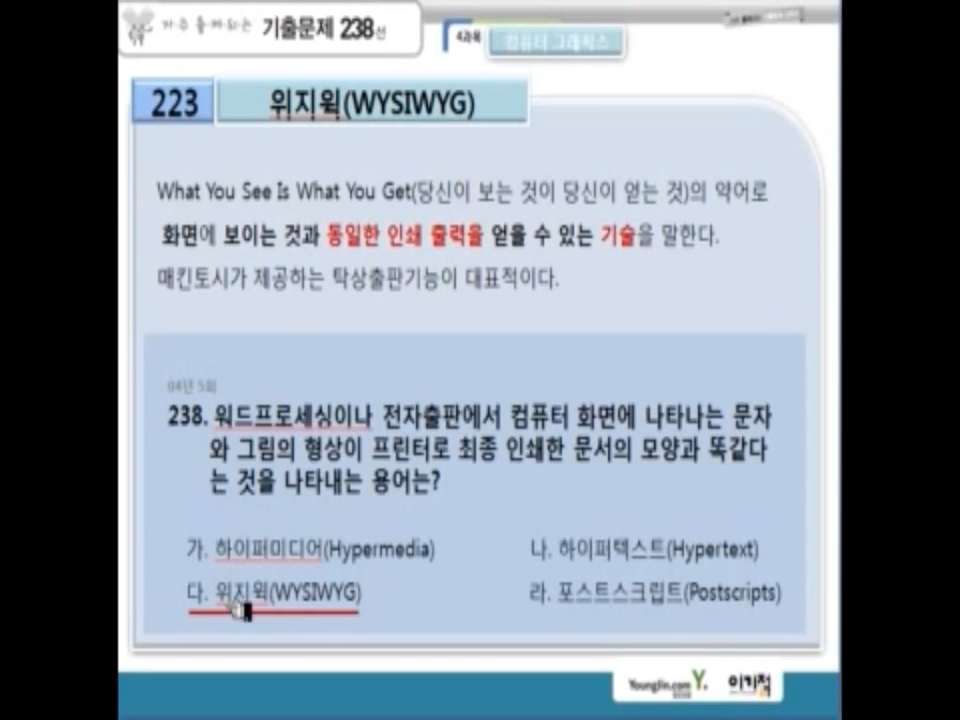 자주 출제되는 기출문제 238선
4과목 컴퓨터 그래픽스
223 위지윅(WYSIWYG)
What You See Is What You Get(당신이 보는 것이 당신이 얻는 것)의 약어로
화면에 보이는 것과 동일한 인쇄 출력을 얻을 수 있는 기술을 말한다.
매킨토시가 제공하는 탁상출판기능이 대표적이다.
04년 5회
238. 워드프로세싱이나 전자출판에서 컴퓨터 화면에 나타나는 문자
와 그림의 형상이 프린터로 최종 인쇄한 문서의 모양과 똑같다
는 것을 나타내는 용어는?
가. 하이퍼미디어(Hypermedia) 나. 하이퍼텍스트(Hypertext)
다. 위지윅(WYSIWYG) 라. 포스트스크립트(Postscripts)
YoungJin.com Y. 이기적